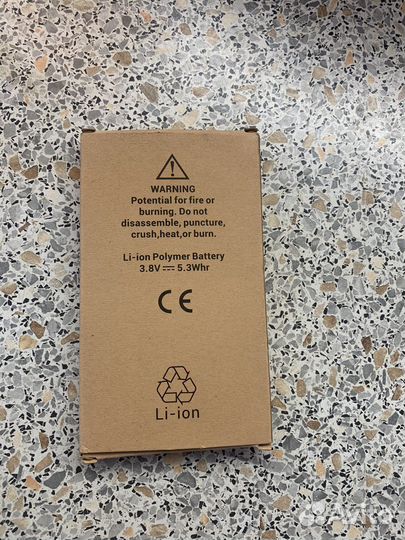 WARNING
Potential for fire or
burning. Do not
disassemble, puncture,
crush,heat,or burn.
Li-ion Polymer Battery
3.8V⎓5.3Whr
CE
Li-ion
Avito